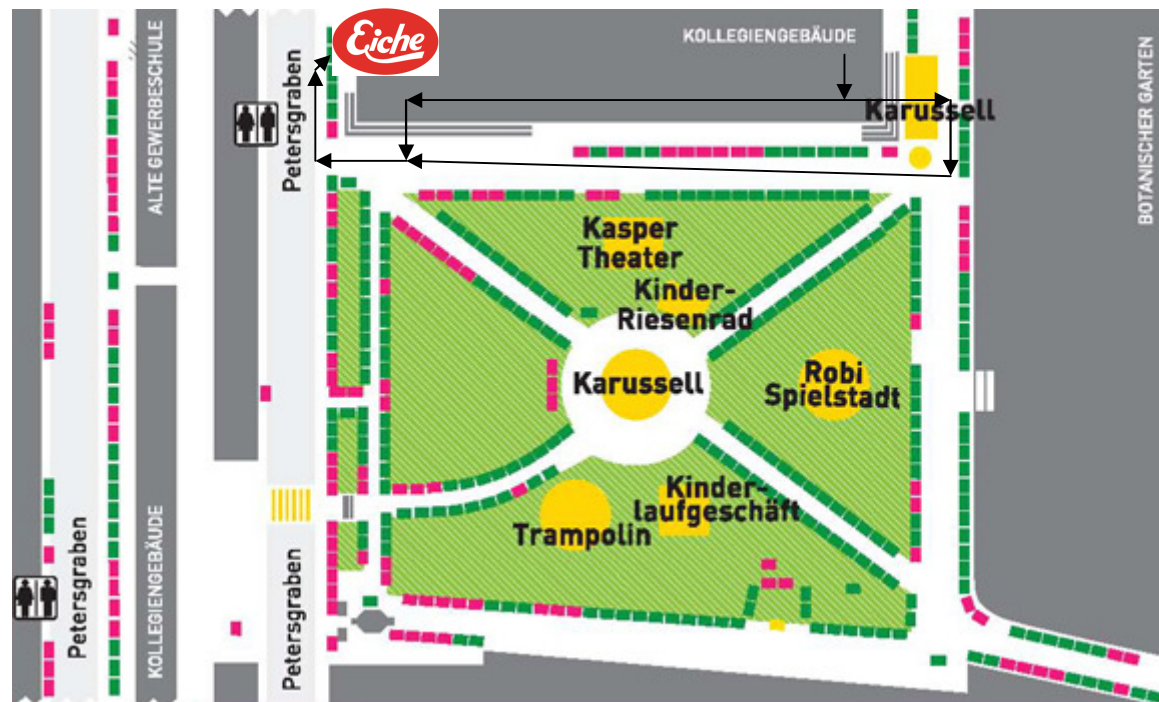 Eiche
KOLLEGIENGEBÄUDE
ALTE GEWERBESCHULE
Petersgraben
Karussell
BOTANISCHER GARTEN
Kasper
Theater
Kinder-
Riesenrad
Karussell
Robi
Spielstadt
Kinder-
laufgeschäft
Trampolin
Petersgraben
KOLLEGIENGEBÄUDE
Petersgraben